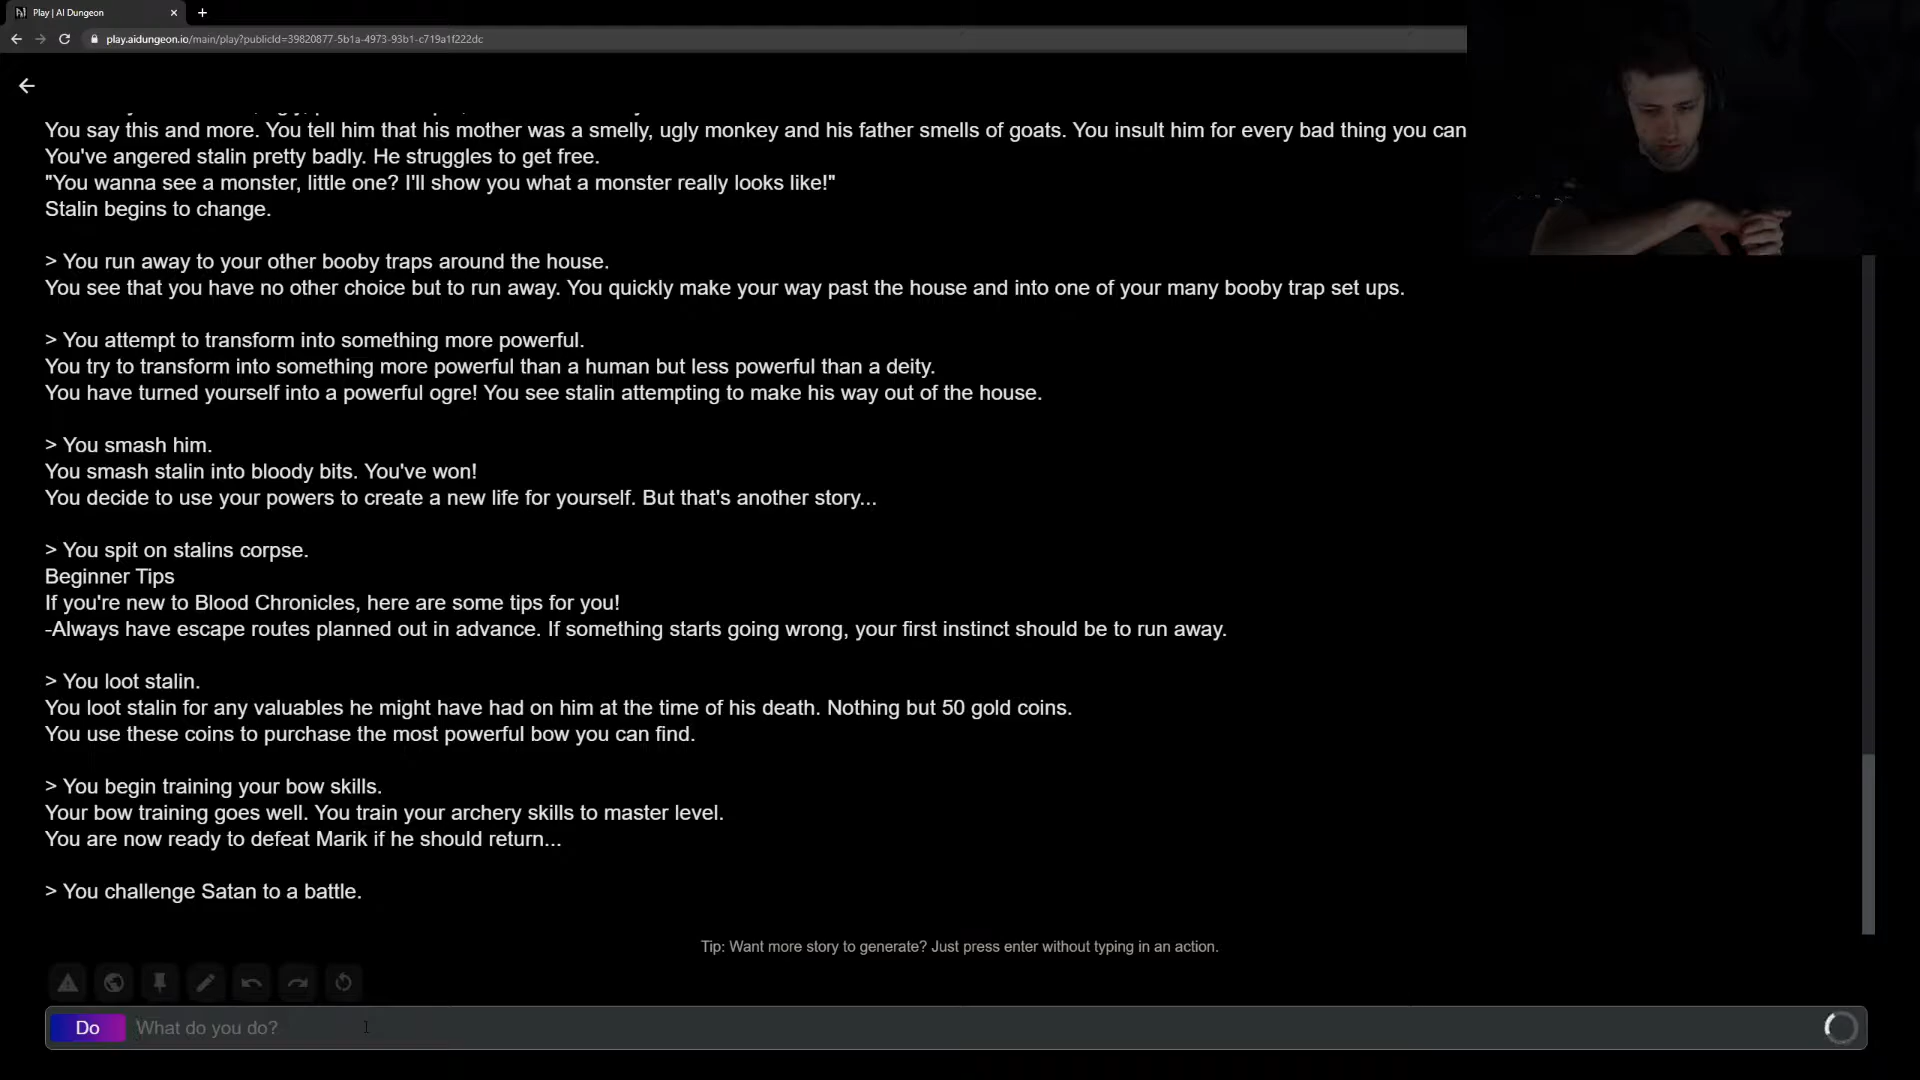 Play | AI Dungeon
play.aidungeon.io/main/play?publicId=39820877-5b1a-4973-93b1-c719a1f222dc
You say this and more. You tell him that his mother was a smelly, ugly monkey and his father smells of goats. You insult him for every bad thing you can
You've angered stalin pretty badly. He struggles to get free.
"You wanna see a monster, little one? I'll show you what a monster really looks like!"
Stalin begins to change.
> You run away to your other booby traps around the house.
You see that you have no other choice but to run away. You quickly make your way past the house and into one of your many booby trap set ups.
> You attempt to transform into something more powerful.
You try to transform into something more powerful than a human but less powerful than a deity.
You have turned yourself into a powerful ogre! You see stalin attempting to make his way out of the house.
> You smash him.
You smash stalin into bloody bits. You've won!
You decide to use your powers to create a new life for yourself. But that's another story...
> You spit on stalins corpse.
Beginner Tips
If you're new to Blood Chronicles, here are some tips for you!
-Always have escape routes planned out in advance. If something starts going wrong, your first instinct should be to run away.
> You loot stalin.
You loot stalin for any valuables he might have had on him at the time of his death. Nothing but 50 gold coins.
You use these coins to purchase the most powerful bow you can find.
> You begin training your bow skills.
Your bow training goes well. You train your archery skills to master level.
You are now ready to defeat Marik if he should return...
> You challenge Satan to a battle.
Tip: Want more story to generate? Just press enter without typing in an action.
Do What do you do?